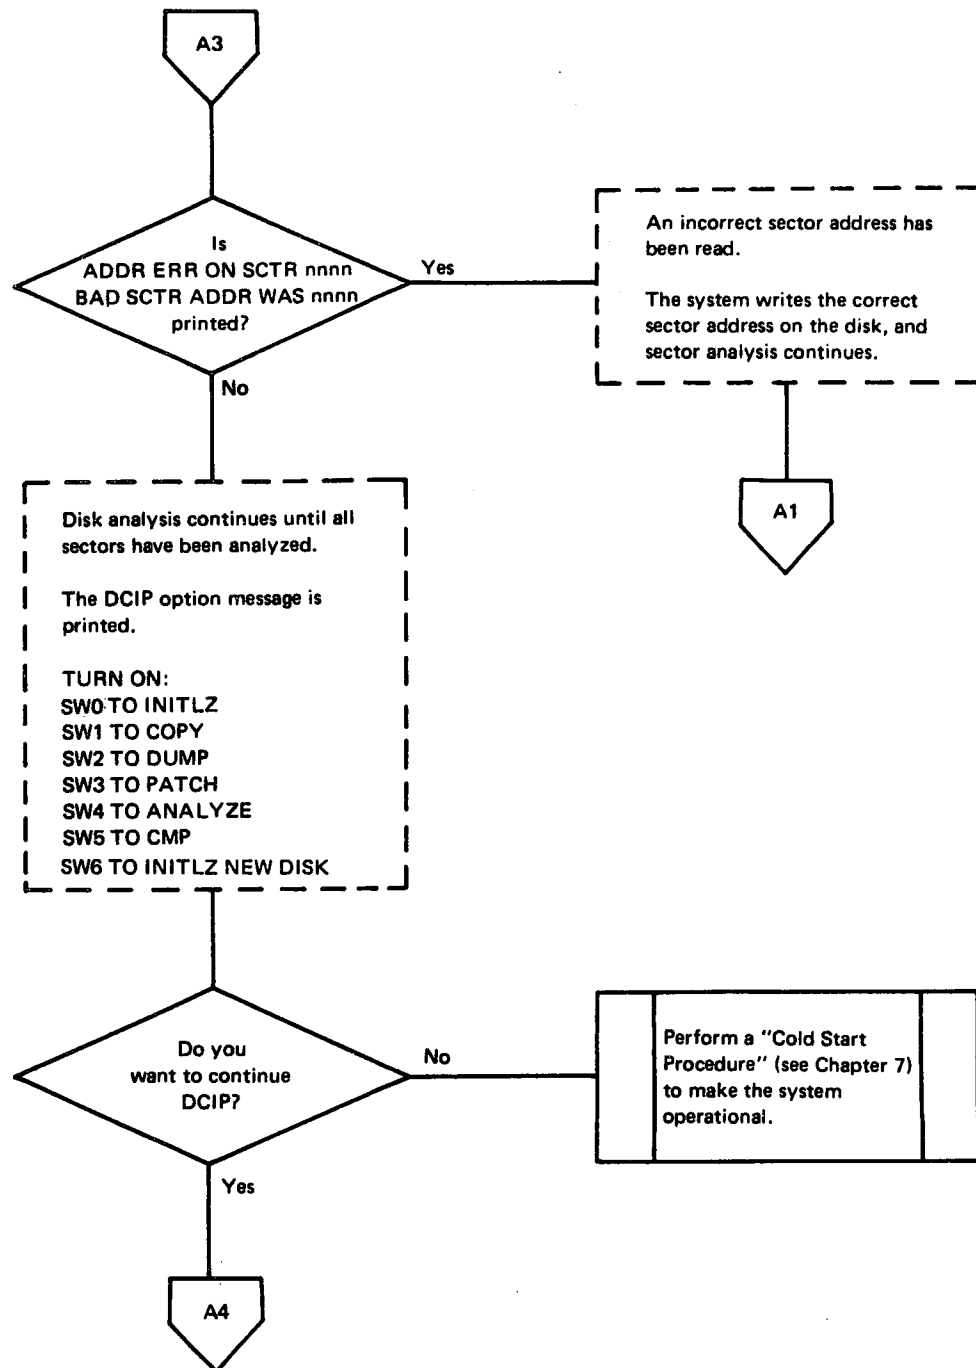 A3
Is
ADDR ERR ON SCTR nnnn
BAD SCTR ADDR WAS nnnn
printed?
Yes
An incorrect sector address has
been read.
The system writes the correct
sector address on the disk, and
sector analysis continues.
No
A1
Disk analysis continues until all
sectors have been analyzed.
The DCIP option message is
printed.
TURN ON:
SW0 TO INITLZ
SW1 TO COPY
SW2 TO DUMP
SW3 TO PATCH
SW4 TO ANALYZE
SW5 TO CMP
SW6 TO INITLZ NEW DISK
Do you
want to continue
DCIP?
No
Perform a "Cold Start
Procedure" (see Chapter 7)
to make the system
operational.
Yes
A4